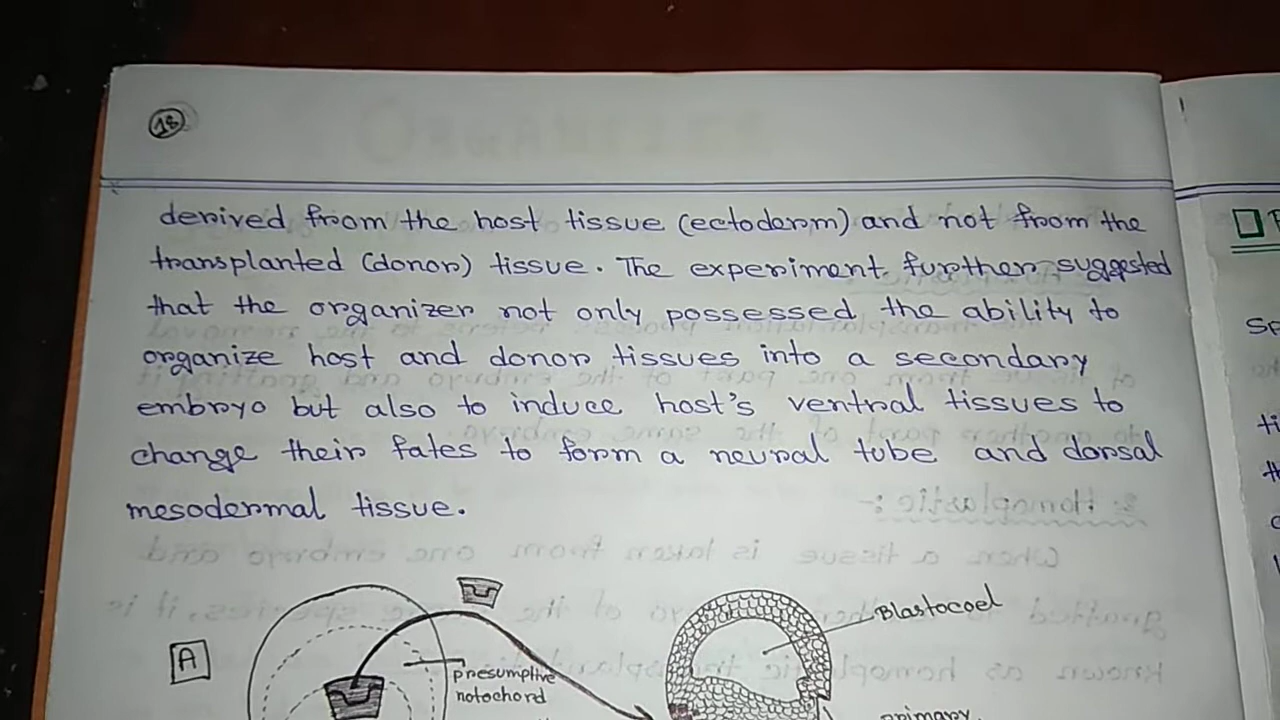 18
derived from the host tissue (ectoderm) and not from the
transplanted (donor) tissue. The experiment further suggested
that the organizer not only possessed the ability to
organize host and donor tissues into a secondary
embryo but also to induce host's ventral tissues to
change their fates to form a neural tube and dorsal
mesodermal tissue.
A
presumptive
notochord
Blastocoel
primary